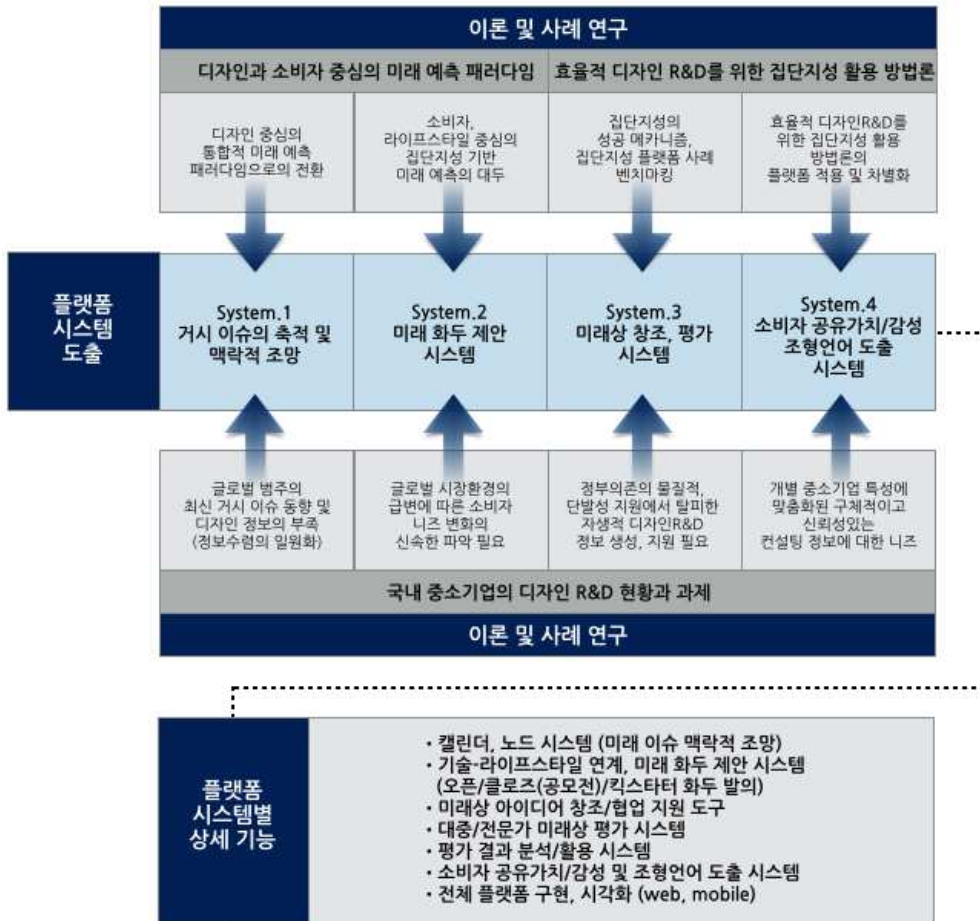 이론 및 사례 연구
디자인과 소비자 중심의 미래 예측 패러다임
효율적 디자인 R&D를 위한 집단지성 활용 방법론
디자인 중심의
통합적 미래 예측
패러다임으로의 전환
소비자,
라이프스타일 중심의
집단지성 기반
미래 예측의 대두
집단지성의
성공 메카니즘,
집단지성 플랫폼 사례
벤치마킹
효율적 디자인R&D를
위한 집단지성 활용
방법론의
플랫폼 적용 및 차별화
플랫폼
시스템
도출
System.1
거시 이슈의 축적 및
맥락적 조망
System.2
미래 화두 제안
시스템
System.3
미래상 창조, 평가
시스템
System.4
소비자 공유가치/감성
조형언어 도출
시스템
글로벌 범주의
최신 거시 이슈 동향 및
디자인 정보의 부족
(정보수렴의 일원화)
글로벌 시장환경의
급변에 따른 소비자
니즈 변화의
신속한 파악 필요
정부의존의 물질적,
단발성 지원에서 탈피한
자생적 디자인R&D
정보 생성, 지원 필요
개별 중소기업 특성에
맞춤화된 구체적이고
신뢰성있는
컨설팅 정보에 대한 니즈
국내 중소기업의 디자인 R&D 현황과 과제
이론 및 사례 연구
플랫폼
시스템별
상세 기능
· 캘린더, 노드 시스템 (미래 이슈 맥락적 조망)
· 기술-라이프스타일 연계, 미래 화두 제안 시스템
(오픈/클로즈(공모전)/킥스타터 화두 발의)
· 미래상 아이디어 창조/협업 지원 도구
· 대중/전문가 미래상 평가 시스템
· 평가 결과 분석/활용 시스템
· 소비자 공유가치/감성 및 조형언어 도출 시스템
· 전체 플랫폼 구현, 시각화 (web, mobile)